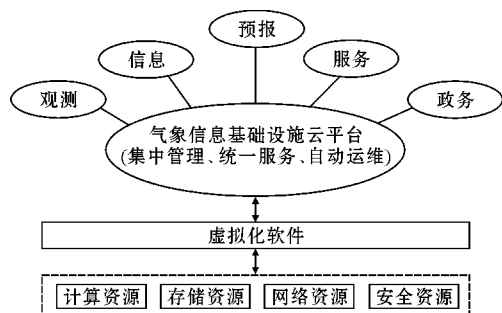 预报
信息
服务
观测
政务
气象信息基础设施云平台
(集中管理、统一服务、自动运维)
虚拟化软件
计算资源 存储资源 网络资源 安全资源